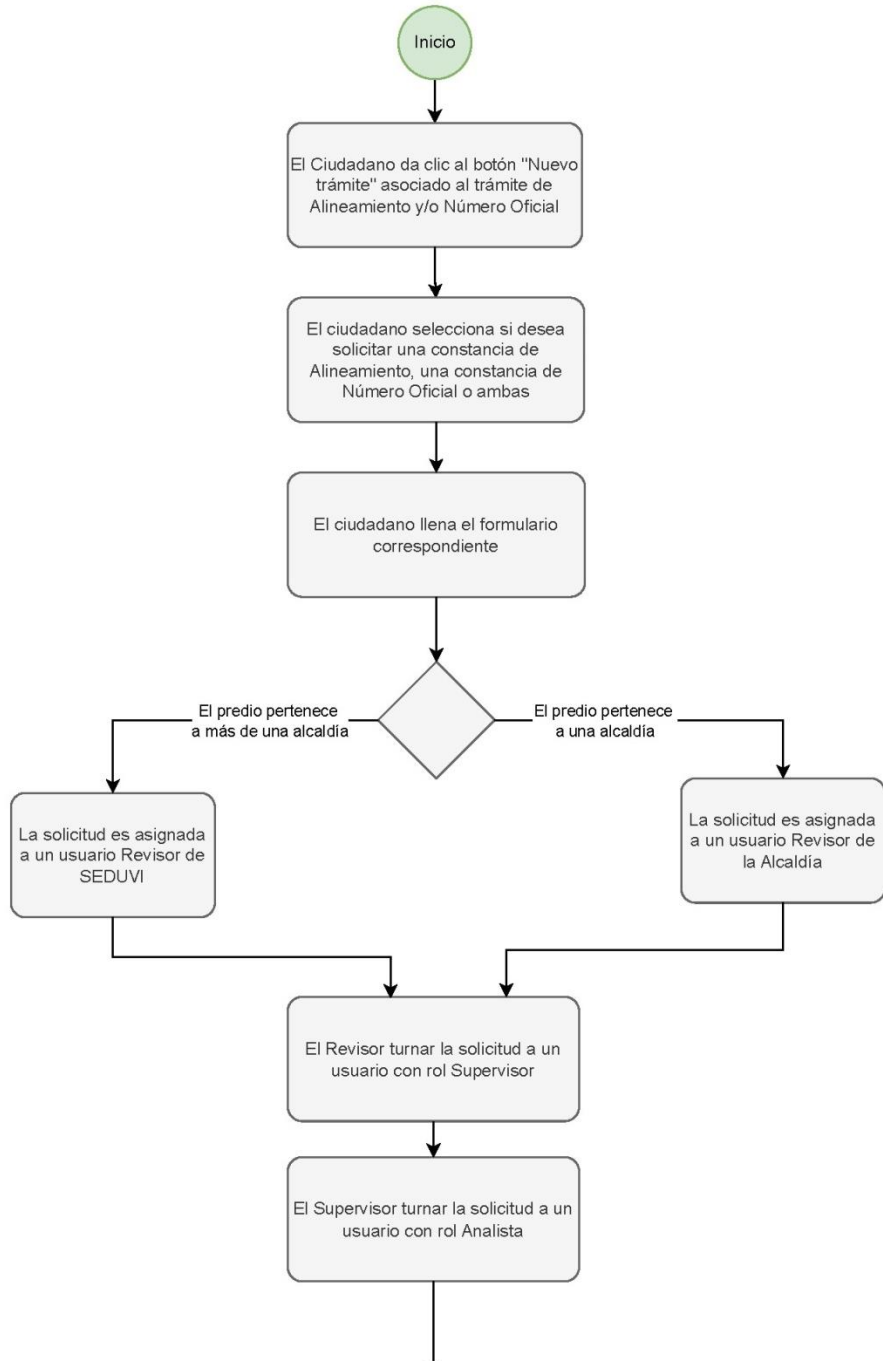 Inicio
El Ciudadano da clic al botón "Nuevo
trámite" asociado al trámite de
Alineamiento y/o Número Oficial
El ciudadano selecciona si desea
solicitar una constancia de
Alineamiento, una constancia de
Número Oficial o ambas
El ciudadano llena el formulario
correspondiente
El predio pertenece
a más de una alcaldía
El predio pertenece
a una alcaldía
La solicitud es asignada
a un usuario Revisor de
SEDUVI
La solicitud es asignada
a un usuario Revisor de
la Alcaldía
El Revisor turnar la solicitud a un
usuario con rol Supervisor
El Supervisor turnar la solicitud a un
usuario con rol Analista